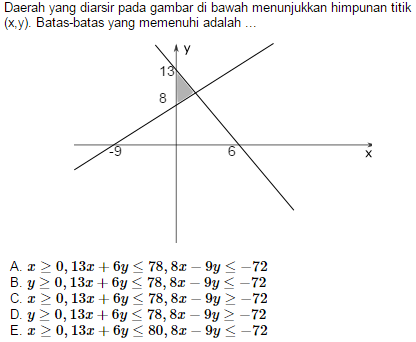 Daerah yang diarsir pada gambar di bawah menunjukkan himpunan titik
(x,y). Batas-batas yang memenuhi adalah ...
y
13
8
-9
6
x
A. x ≥ 0, 13x + 6y ≤ 78, 8x − 9y ≤ −72
B. y ≥ 0, 13x + 6y ≤ 78, 8x − 9y ≤ −72
C. x ≥ 0, 13x + 6y ≤ 78, 8x − 9y ≥ −72
D. y ≥ 0, 13x + 6y ≤ 78, 8x − 9y ≥ −72
E. x ≥ 0, 13x + 6y ≤ 80, 8x − 9y ≤ −72